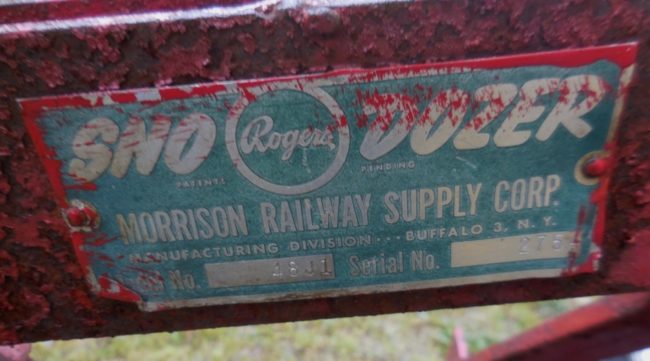 SNO Rogers DOZER
PATENTS PENDING
MORRISON RAILWAY SUPPLY CORP.
MANUFACTURING DIVISION... BUFFALO 3, N. Y.
No. Serial No.